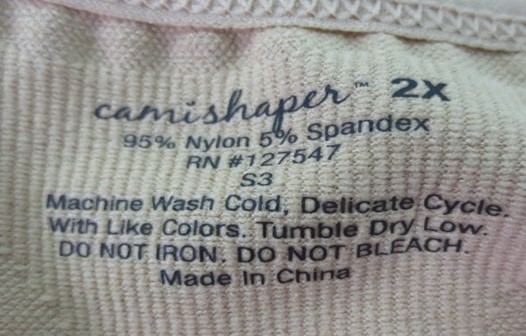 camishaper™ 2X
95% Nylon 5% Spandex
RN #127547
S3
Machine Wash Cold, Delicate Cycle.
With Like Colors. Tumble Dry Low.
DO NOT IRON. DO NOT BLEACH.
Made In China